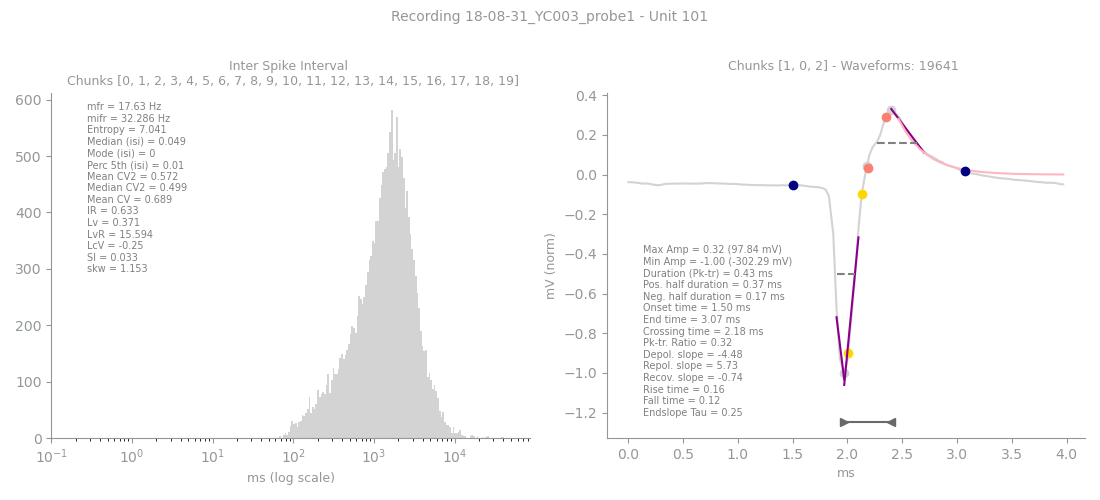 Recording 18-08-31_YC003_probe1 - Unit 101
Inter Spike Interval
Chunks [0, 1, 2, 3, 4, 5, 6, 7, 8, 9, 10, 11, 12, 13, 14, 15, 16, 17, 18, 19]
600
500
400
300
200
100
0
mfr = 17.63 Hz
mifr = 32.286 Hz
Entropy = 7.041
Median (isi) = 0.049
Mode (isi) = 0
Perc 5th (isi) = 0.01
Mean CV2 = 0.572
Median CV2 = 0.499
Mean CV = 0.689
IR = 0.633
Lv = 0.371
LvR = 15.594
LcV = -0.25
SI = 0.033
skw = 1.153
10⁻¹ 10⁰ 10¹ 10² 10³ 10⁴
ms (log scale)
Chunks [1, 0, 2] - Waveforms: 19641
mV (norm)
0.4
0.2
0.0
−0.2
−0.4
−0.6
−0.8
−1.0
−1.2
Max Amp = 0.32 (97.84 mV)
Min Amp = -1.00 (-302.29 mV)
Duration (Pk-tr) = 0.43 ms
Pos. half duration = 0.37 ms
Neg. half duration = 0.17 ms
Onset time = 1.50 ms
End time = 3.07 ms
Crossing time = 2.18 ms
Pk-tr. Ratio = 0.32
Depol. slope = -4.48
Repol. slope = 5.73
Recov. slope = -0.74
Rise time = 0.16
Fall time = 0.12
Endslope Tau = 0.25
0.0 0.5 1.0 1.5 2.0 2.5 3.0 3.5 4.0
ms